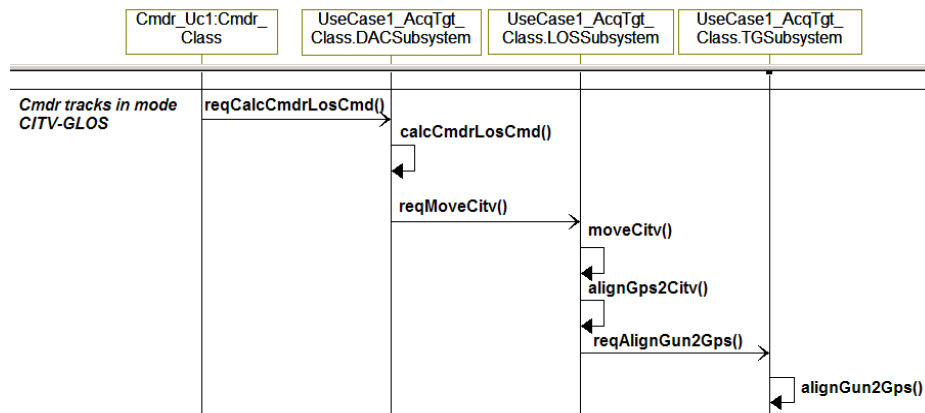 Cmdr_Uc1:Cmdr_
Class
UseCase1_AcqTgt_
Class.DACSubsystem
UseCase1_AcqTgt_
Class.LOSSubsystem
UseCase1_AcqTgt_
Class.TGSubsystem
Cmdr tracks in mode
CITV-GLOS
reqCalcCmdrLosCmd()
calcCmdrLosCmd()
reqMoveCitv()
moveCitv()
alignGps2Citv()
reqAlignGun2Gps()
alignGun2Gps()